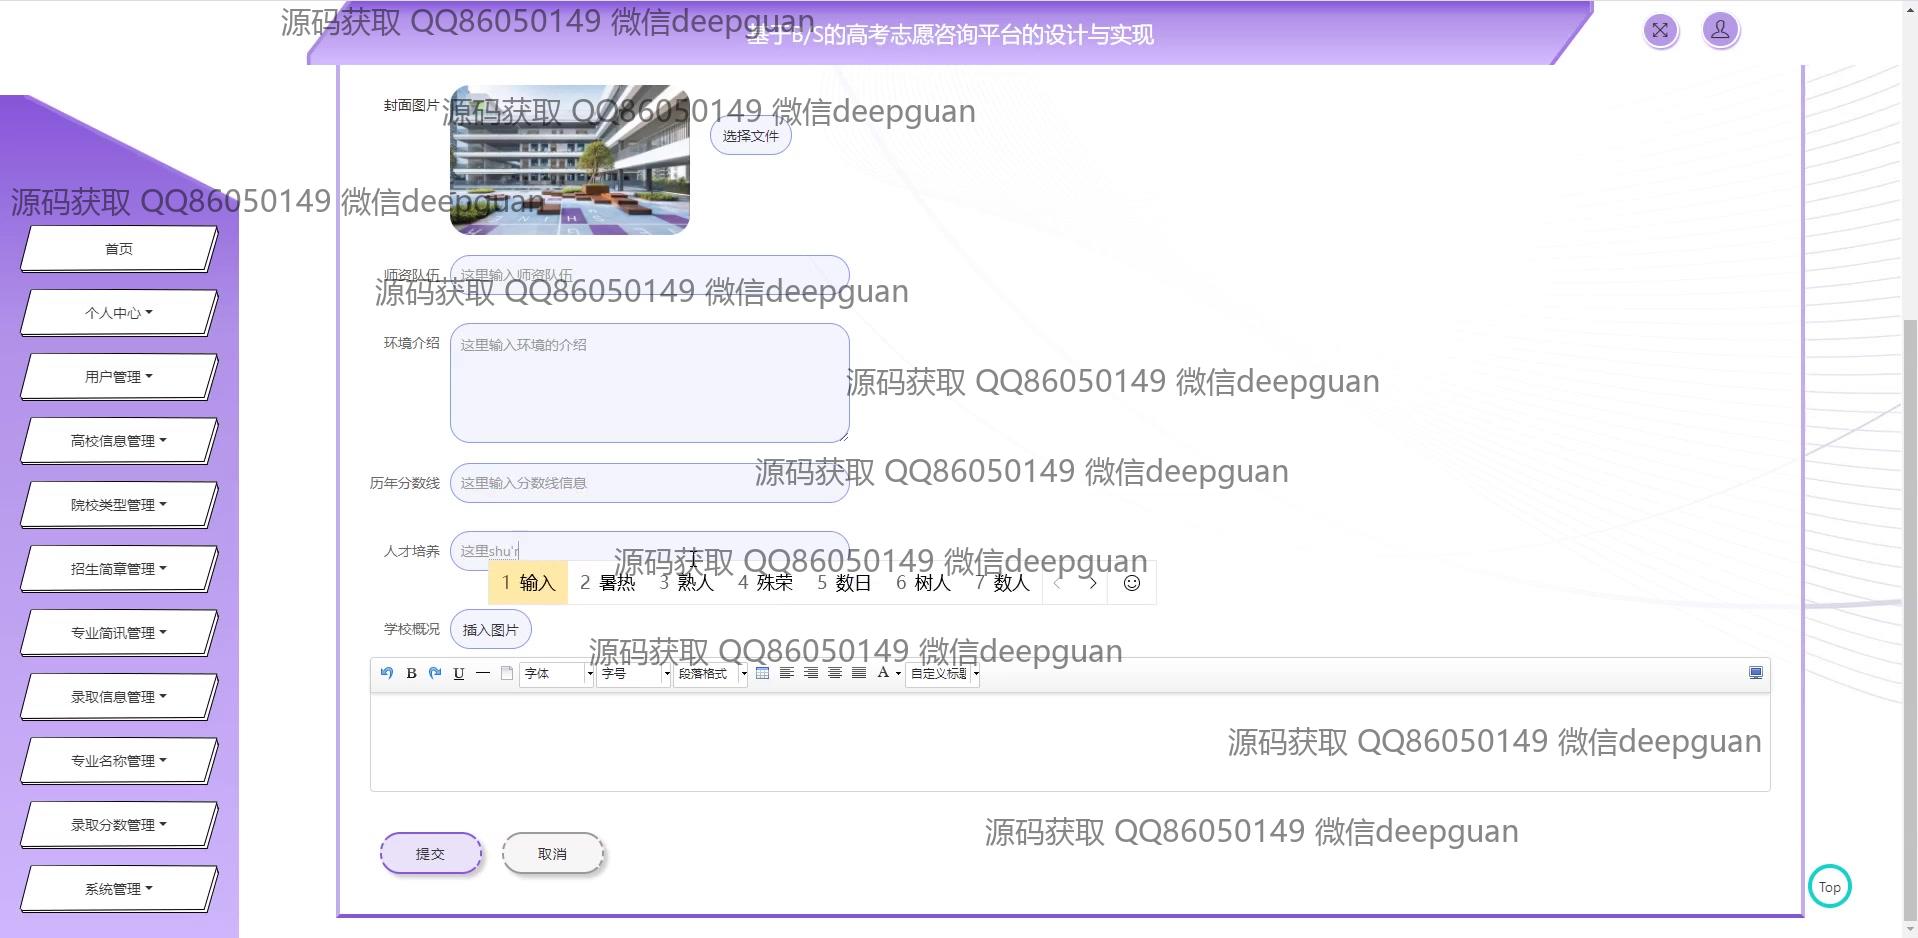 源码获取 QQ86050149 微信deepguan
基于B/S的高考志愿咨询平台的设计与实现
封面图片
源码获取 QQ86050149 微信deepguan
选择文件
源码获取 QQ86050149 微信deepguan
首页
师资队伍
这里输入师资队伍
源码获取 QQ86050149 微信deepguan
个人中心
环境介绍
这里输入环境的介绍
用户管理
源码获取 QQ86050149 微信deepguan
高校信息管理
源码获取 QQ86050149 微信deepguan
历年分数线
这里输入分数线信息
院校类型管理
人才培养
这里shu'r
源码获取 QQ86050149 微信deepguan
招生简章管理
1 输入 2 暑热 3 熟人 4 殊荣 5 数日 6 树人 7 数人
专业简讯管理
学校概况
插入图片
源码获取 QQ86050149 微信deepguan
B U 字体 字号 段落格式 A 自定义标题
录取信息管理
源码获取 QQ86050149 微信deepguan
专业名称管理
录取分数管理
源码获取 QQ86050149 微信deepguan
提交
取消
系统管理
Top